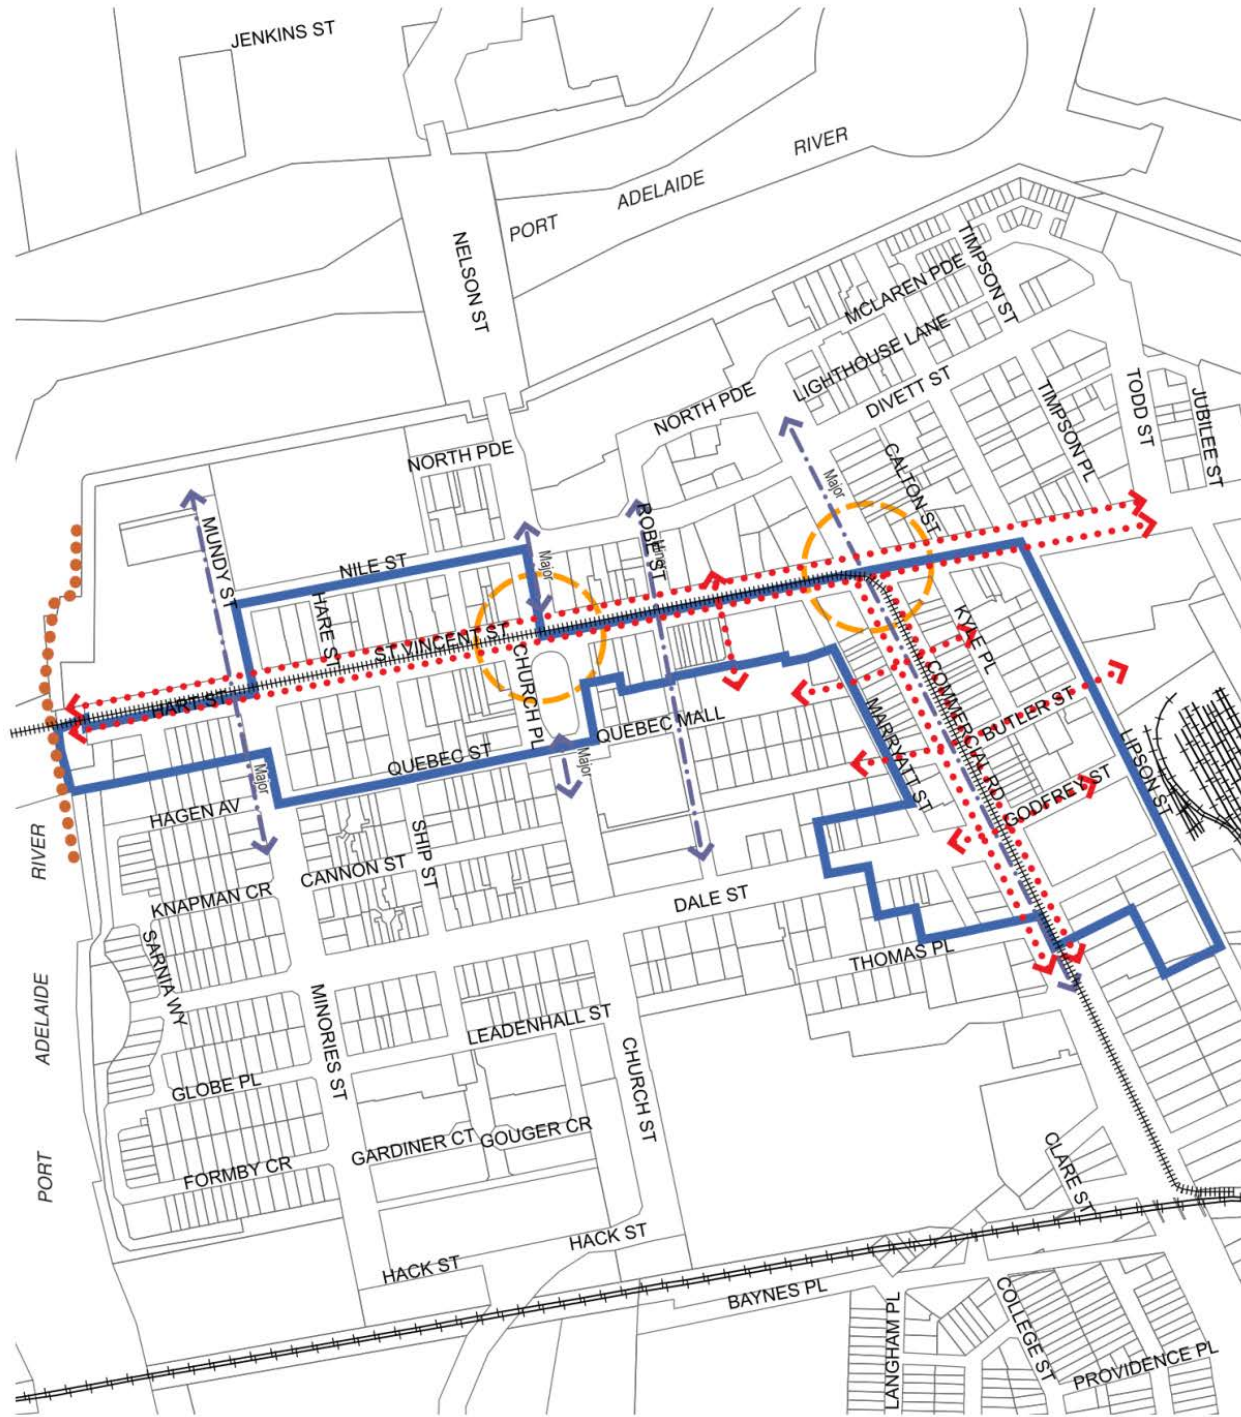 JENKINS ST
RIVER
ADELAIDE
PORT
NELSON ST
TIMPSON ST
MCLAREN PDE
LIGHTHOUSE LANE
DIVETT ST
NORTH PDE
TODD ST
JUBILEE ST
TIMPSON PL
CALTON ST
NORTH PDE
Major
ROBE ST
MUNDY ST
NILE ST
Major
HARE ST
ST VINCENT ST
KYAE PL
CHURCH PL
HART ST
COMMERCIAL RD
BUTLER ST
QUEBEC MALL
MARRYATT ST
LIPSON ST
QUEBEC ST
Major
Major
GODFREY ST
HAGEN AV
SHIP ST
CANNON ST
RIVER
KNAPMAN CR
DALE ST
SARNIA WY
THOMAS PL
ADELAIDE
MINORIES ST
LEADENHALL ST
GLOBE PL
CHURCH ST
GARDINER CT
GOUGER CR
FORMBY CR
PORT
CLARE ST
HACK ST
HACK ST
BAYNES PL
LANGHAM PL
COLLEGE ST
PROVIDENCE PL